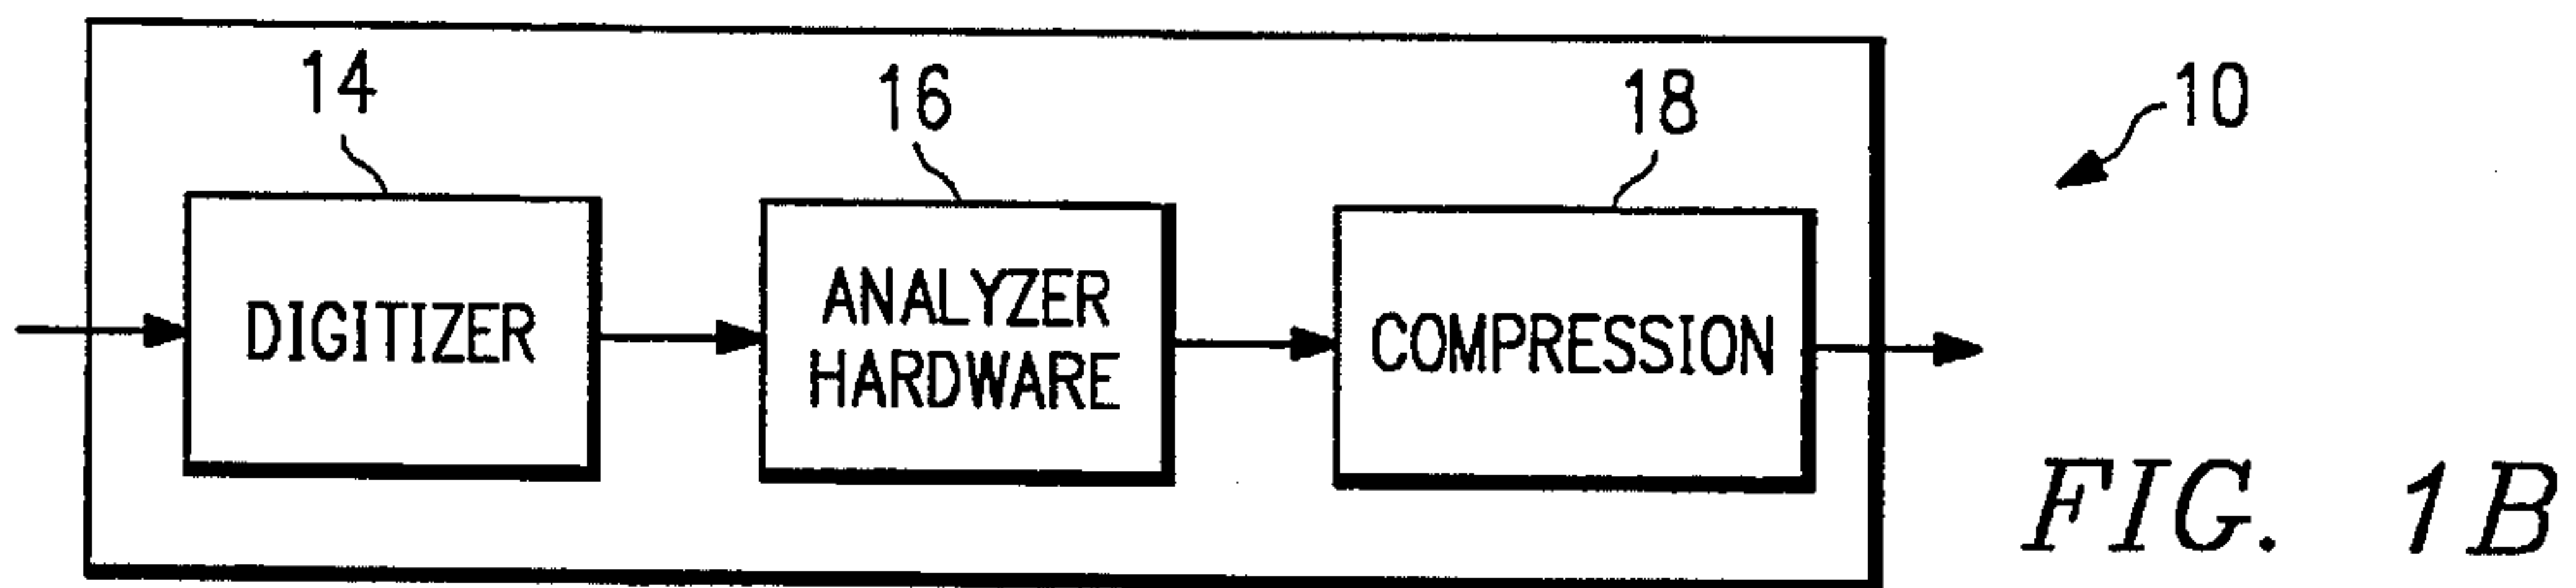 14
16
18
10
DIGITIZER
ANALYZER
HARDWARE
COMPRESSION
FIG. 1B